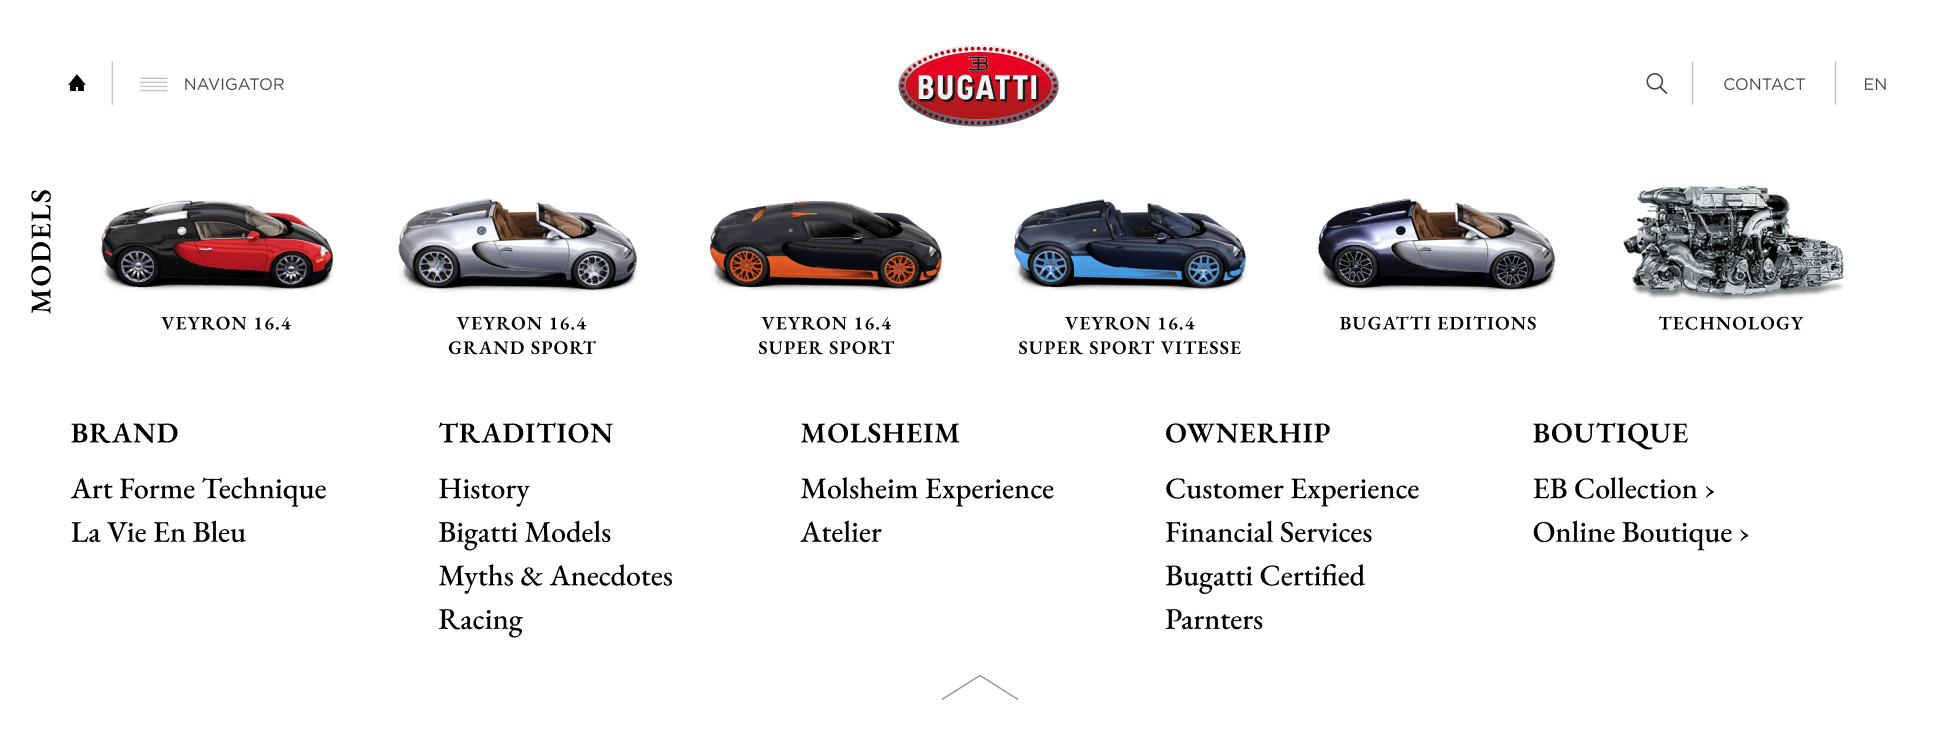 NAVIGATOR
EB
BUGATTI
CONTACT
EN
MODELS
VEYRON 16.4
VEYRON 16.4
GRAND SPORT
VEYRON 16.4
SUPER SPORT
VEYRON 16.4
SUPER SPORT VITESSE
BUGATTI EDITIONS
TECHNOLOGY
BRAND
Art Forme Technique
La Vie En Bleu
TRADITION
History
Bigatti Models
Myths & Anecdotes
Racing
MOLSHEIM
Molsheim Experience
Atelier
OWNERHIP
Customer Experience
Financial Services
Bugatti Certified
Parnters
BOUTIQUE
EB Collection ›
Online Boutique ›